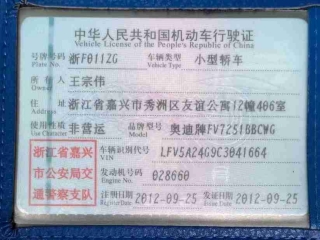 中华人民共和国机动车行驶证
Vehicle License of the People's Republic of China
号牌号码 浙F011ZG 车辆类型 小型轿车
Plate No.
所有人 王宗伟
Owner
住址 浙江省嘉兴市秀洲区友谊公寓12幢406室
Address
使用性质 非营运 品牌型号 奥迪牌FV7251BBCWG
Use Character Model
浙江省嘉兴市公安局交通警察支队
车辆识别代号 LFV5A24G9C3041664
VIN
发动机号码 028660
Engine No.
注册日期 2012-09-25 发证日期 2012-09-25
Register Date Issue Date